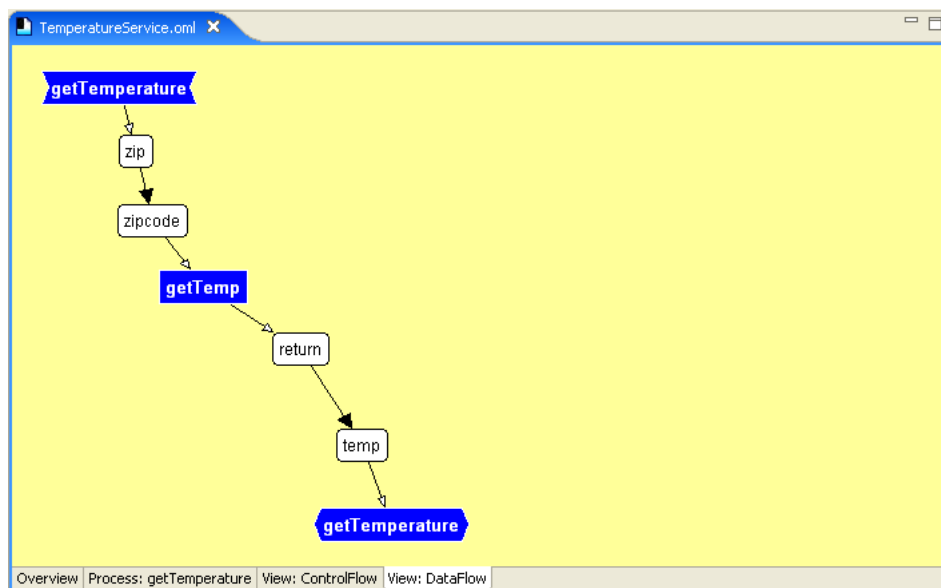 TemperatureService.oml
getTemperature
zip
zipcode
getTemp
return
temp
getTemperature
Overview Process: getTemperature View: ControlFlow View: DataFlow